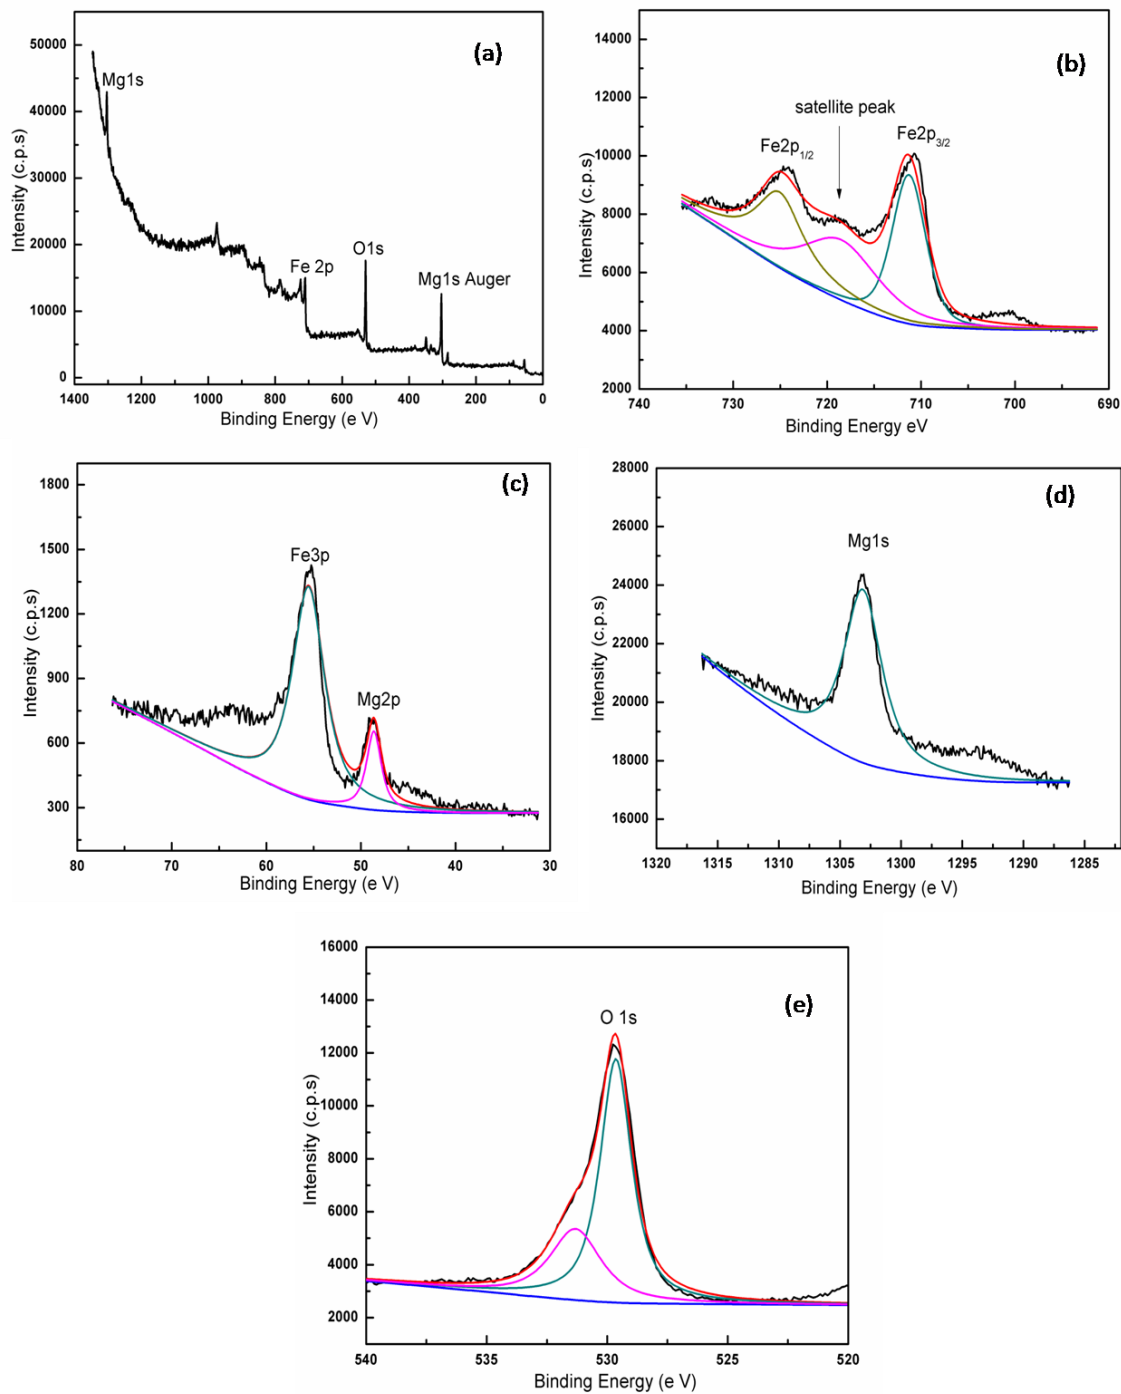 (a)
Intensity (c.p.s)
50000
40000
30000
20000
10000
0
Mg1s
Fe 2p
O1s
Mg1s Auger
1400 1200 1000 800 600 400 200 0
Binding Energy (e V)
(b)
Intensity (c.p.s)
14000
12000
10000
8000
6000
4000
2000
satellite peak
Fe2p1/2
Fe2p3/2
740 730 720 710 700 690
Binding Energy eV
(c)
Intensity (c.p.s)
1800
1500
1200
900
600
300
Fe3p
Mg2p
80 70 60 50 40 30
Binding Energy (e V)
(d)
Intensity (c.p.s)
28000
26000
24000
22000
20000
18000
16000
Mg1s
1320 1315 1310 1305 1300 1295 1290 1285
Binding Energy (e V)
(e)
Intensity (c.p.s)
16000
14000
12000
10000
8000
6000
4000
2000
O 1s
540 535 530 525 520
Binding Energy (e V)